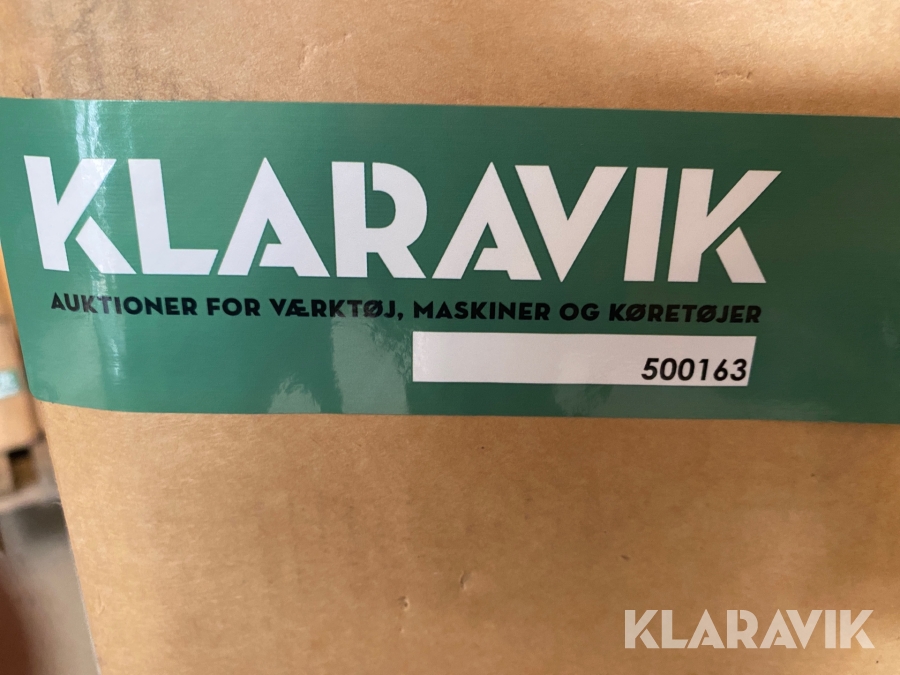 KLARAVIK
AUKTIONER FOR VÆRKTØJ, MASKINER OG KØRETØJER
500163
KLARAVIK